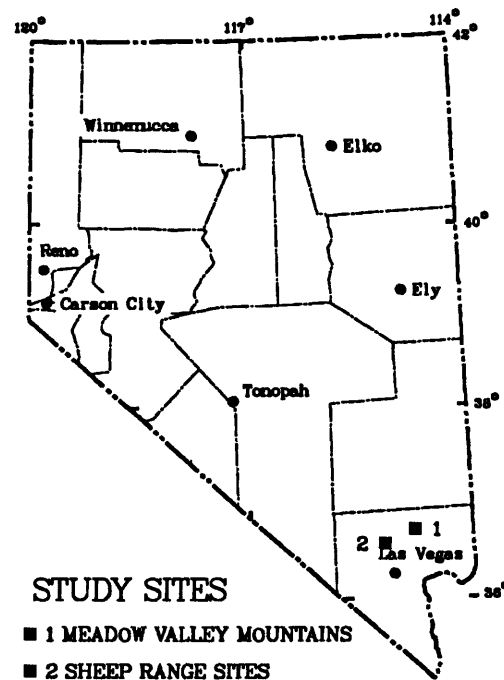 120°
117°
114°
42°
Winnemucca
Elko
40°
Reno
Ely
Carson City
Tonopah
38°
1
2
Las Vegas
36°
STUDY SITES
1 MEADOW VALLEY MOUNTAINS
2 SHEEP RANGE SITES